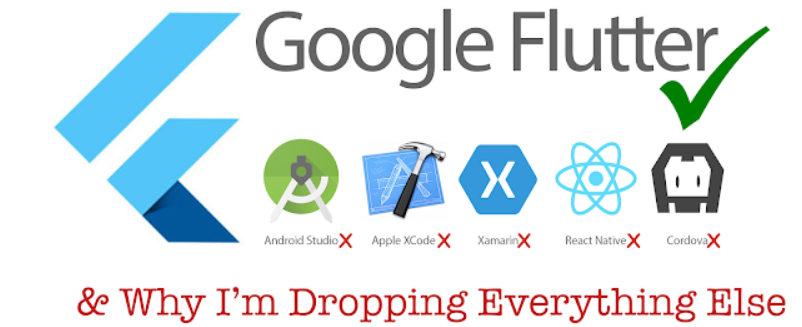 Google Flutter
Android Studio Apple XCode Xamarin React Native Cordova
& Why I'm Dropping Everything Else